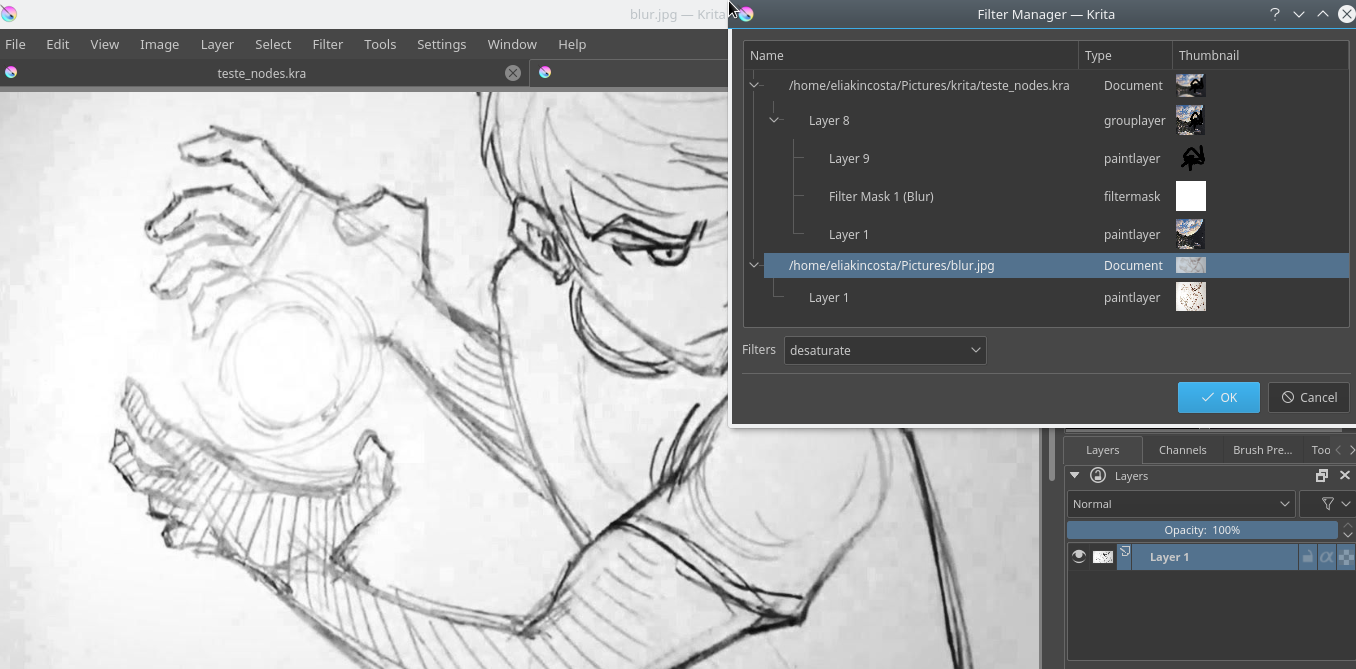 blur.jpg — Krita
Filter Manager — Krita
File Edit View Image Layer Select Filter Tools Settings Window Help
teste_nodes.kra
Name Type Thumbnail
/home/eliakincosta/Pictures/krita/teste_nodes.kra Document
Layer 8 grouplayer
Layer 9 paintlayer
Filter Mask 1 (Blur) filtermask
Layer 1 paintlayer
/home/eliakincosta/Pictures/blur.jpg Document
Layer 1 paintlayer
Filters desaturate
OK Cancel
Layers Channels Brush Pre... Too
Layers
Normal
Opacity: 100%
Layer 1